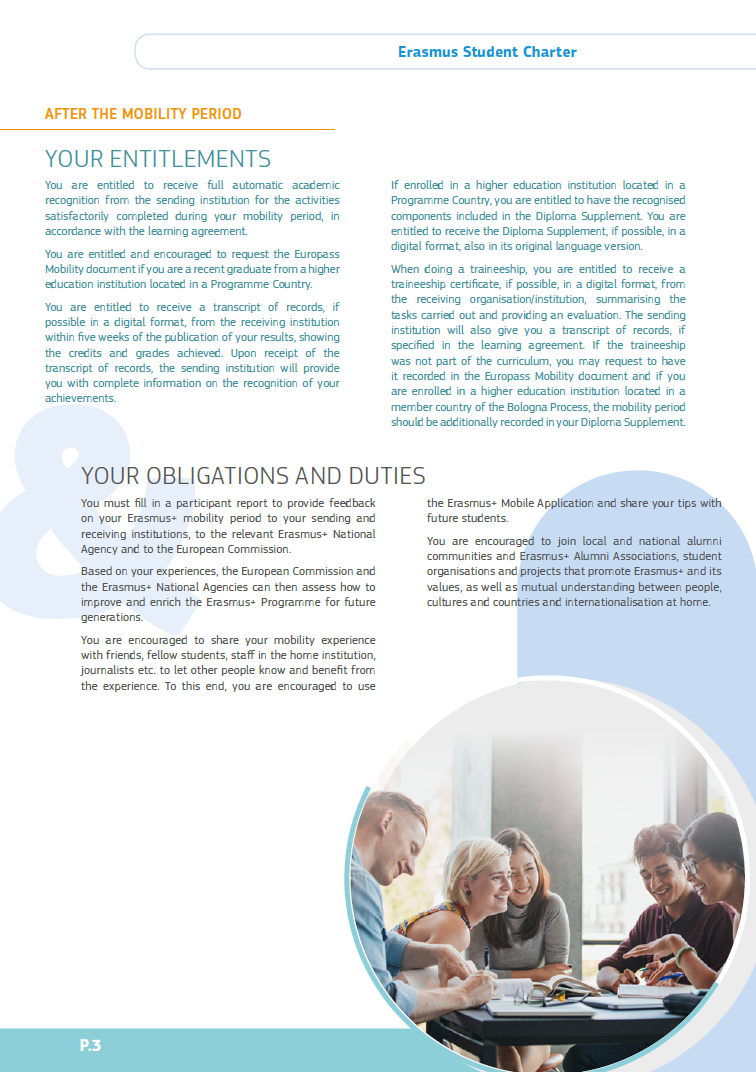 Erasmus Student Charter
AFTER THE MOBILITY PERIOD
YOUR ENTITLEMENTS
You are entitled to receive full automatic academic
recognition from the sending institution for the activities
satisfactorily completed during your mobility period, in
accordance with the learning agreement.
You are entitled and encouraged to request the Europass
Mobility document if you are a recent graduate from a higher
education institution located in a Programme Country.
You are entitled to receive a transcript of records, if
possible in a digital format, from the receiving institution
within five weeks of the publication of your results, showing
the credits and grades achieved. Upon receipt of the
transcript of records, the sending institution will provide
you with complete information on the recognition of your
achievements.
If enrolled in a higher education institution located in a
Programme Country, you are entitled to have the recognised
components included in the Diploma Supplement. You are
entitled to receive the Diploma Supplement, if possible, in a
digital format, also in its original language version.
When doing a traineeship, you are entitled to receive a
traineeship certificate, if possible, in a digital format, from
the receiving organisation/institution, summarising the
tasks carried out and providing an evaluation. The sending
institution will also give you a transcript of records, if
specified in the learning agreement. If the traineeship
was not part of the curriculum, you may request to have
it recorded in the Europass Mobility document and if you
are enrolled in a higher education institution located in a
member country of the Bologna Process, the mobility period
should be additionally recorded in your Diploma Supplement.
&
YOUR OBLIGATIONS AND DUTIES
You must fill in a participant report to provide feedback
on your Erasmus+ mobility period to your sending and
receiving institutions, to the relevant Erasmus+ National
Agency and to the European Commission.
Based on your experiences, the European Commission and
the Erasmus+ National Agencies can then assess how to
improve and enrich the Erasmus+ Programme for future
generations.
You are encouraged to share your mobility experience
with friends, fellow students, staff in the home institution,
journalists etc. to let other people know and benefit from
the experience. To this end, you are encouraged to use
the Erasmus+ Mobile Application and share your tips with
future students.
You are encouraged to join local and national alumni
communities and Erasmus+ Alumni Associations, student
organisations and projects that promote Erasmus+ and its
values, as well as mutual understanding between people,
cultures and countries and internationalisation at home.
P.3